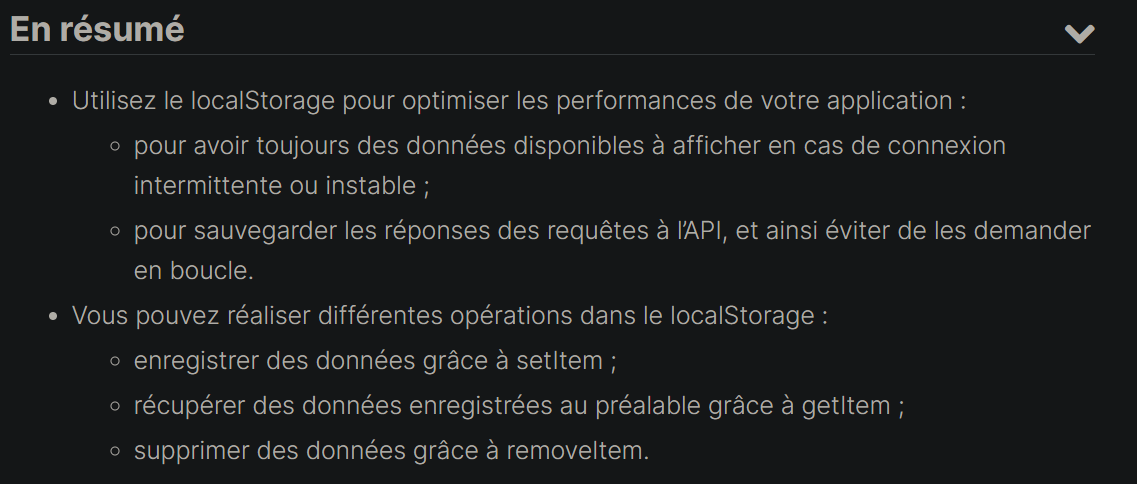 En résumé
Utilisez le localStorage pour optimiser les performances de votre application :
pour avoir toujours des données disponibles à afficher en cas de connexion
intermittente ou instable ;
pour sauvegarder les réponses des requêtes à l’API, et ainsi éviter de les demander
en boucle.
Vous pouvez réaliser différentes opérations dans le localStorage :
enregistrer des données grâce à setItem ;
récupérer des données enregistrées au préalable grâce à getItem ;
supprimer des données grâce à removeItem.